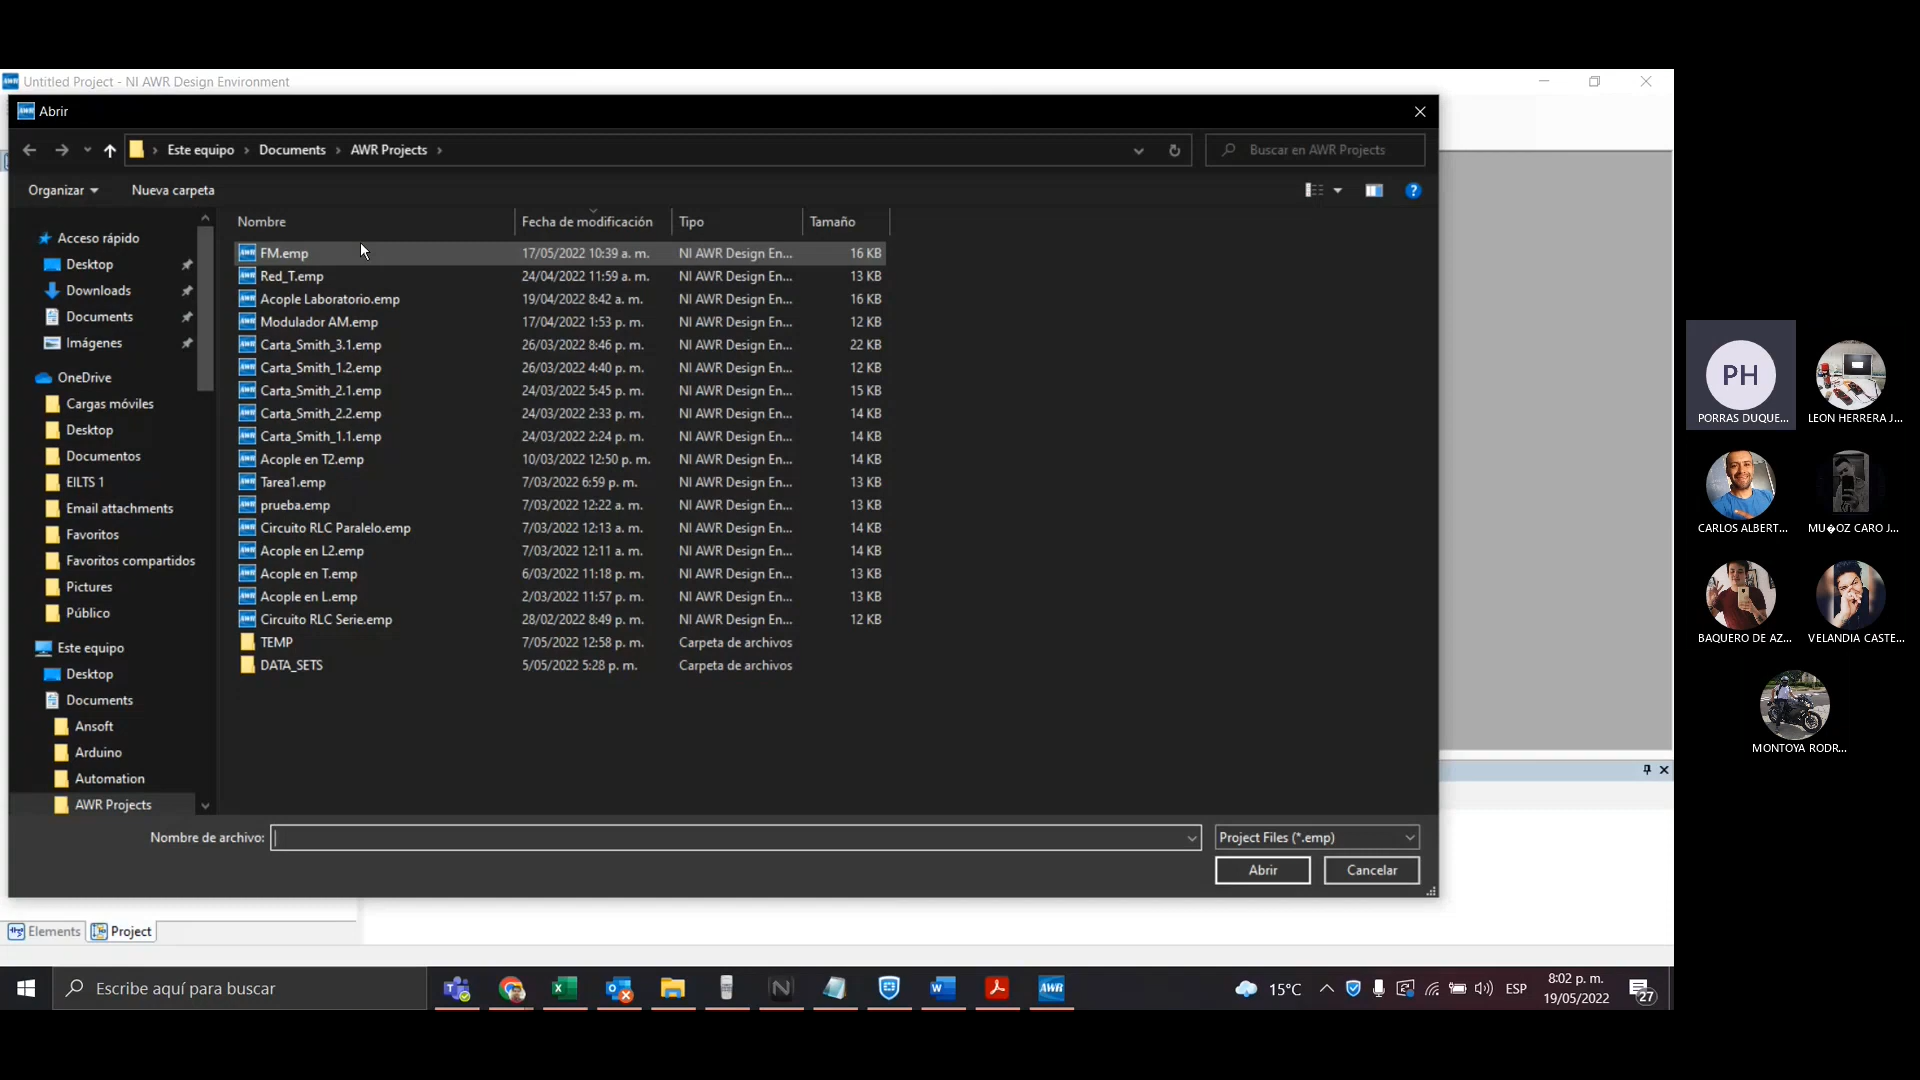 Untitled Project - NI AWR Design Environment
Abrir
Este equipo > Documents > AWR Projects >
Buscar en AWR Projects
Organizar
Nueva carpeta
Nombre Fecha de modificación Tipo Tamaño
FM.emp 17/05/2022 10:39 a. m. NI AWR Design En... 16 KB
Red_T.emp 24/04/2022 11:59 a. m. NI AWR Design En... 13 KB
Acople Laboratorio.emp 19/04/2022 8:42 a. m. NI AWR Design En... 16 KB
Modulador AM.emp 17/04/2022 1:53 p. m. NI AWR Design En... 12 KB
Carta_Smith_3.1.emp 26/03/2022 8:46 p. m. NI AWR Design En... 22 KB
Carta_Smith_1.2.emp 26/03/2022 4:40 p. m. NI AWR Design En... 12 KB
Carta_Smith_2.1.emp 24/03/2022 5:45 p. m. NI AWR Design En... 15 KB
Carta_Smith_2.2.emp 24/03/2022 2:33 p. m. NI AWR Design En... 14 KB
Carta_Smith_1.1.emp 24/03/2022 2:24 p. m. NI AWR Design En... 14 KB
Acople en T2.emp 10/03/2022 12:50 p. m. NI AWR Design En... 14 KB
Tarea1.emp 7/03/2022 6:59 p. m. NI AWR Design En... 13 KB
prueba.emp 7/03/2022 12:22 a. m. NI AWR Design En... 13 KB
Circuito RLC Paralelo.emp 7/03/2022 12:13 a. m. NI AWR Design En... 14 KB
Acople en L2.emp 7/03/2022 12:11 a. m. NI AWR Design En... 14 KB
Acople en T.emp 6/03/2022 11:18 p. m. NI AWR Design En... 13 KB
Acople en L.emp 2/03/2022 11:57 p. m. NI AWR Design En... 13 KB
Circuito RLC Serie.emp 28/02/2022 8:49 p. m. NI AWR Design En... 12 KB
TEMP 7/05/2022 12:58 p. m. Carpeta de archivos
DATA_SETS 5/05/2022 5:28 p. m. Carpeta de archivos
Acceso rápido
Desktop
Downloads
Documents
Imágenes
OneDrive
Cargas móviles
Desktop
Documentos
EILTS 1
Email attachments
Favoritos
Favoritos compartidos
Pictures
Público
Este equipo
Desktop
Documents
Ansoft
Arduino
Automation
AWR Projects
Nombre de archivo:
Project Files (*.emp)
Abrir
Cancelar
Elements
Project
Escribe aquí para buscar
AWR
15°C
ESP
8:02 p. m.
19/05/2022
27
PH
PORRAS DUQUE...
LEON HERRERA J...
CARLOS ALBERT...
MU�OZ CARO J...
BAQUERO DE AZ...
VELANDIA CASTE...
MONTOYA RODR...